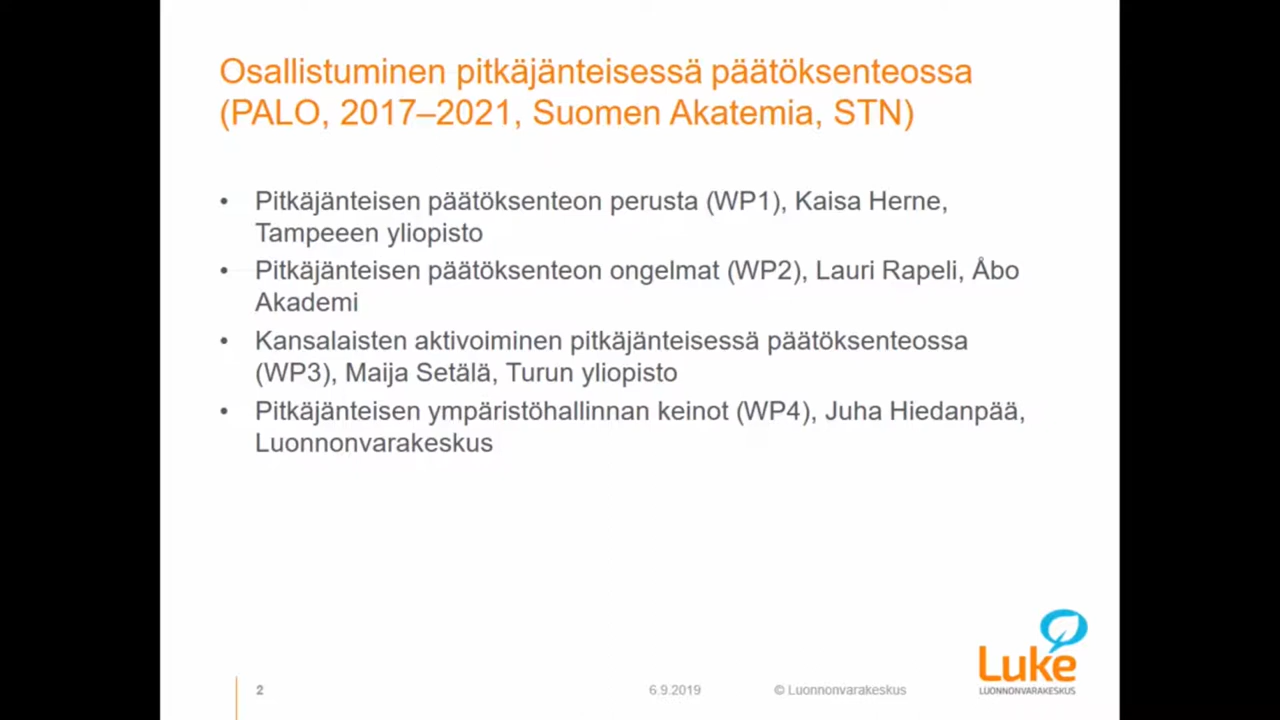 Osallistuminen pitkäjänteisessä päätöksenteossa
(PALO, 2017–2021, Suomen Akatemia, STN)
• Pitkäjänteisen päätöksenteon perusta (WP1), Kaisa Herne,
Tampeeen yliopisto
• Pitkäjänteisen päätöksenteon ongelmat (WP2), Lauri Rapeli, Åbo
Akademi
• Kansalaisten aktivoiminen pitkäjänteisessä päätöksenteossa
(WP3), Maija Setälä, Turun yliopisto
• Pitkäjänteisen ympäristöhallinnan keinot (WP4), Juha Hiedanpää,
Luonnonvarakeskus
Luke
LUONNONVARAKESKUS
2
6.9.2019
© Luonnonvarakeskus